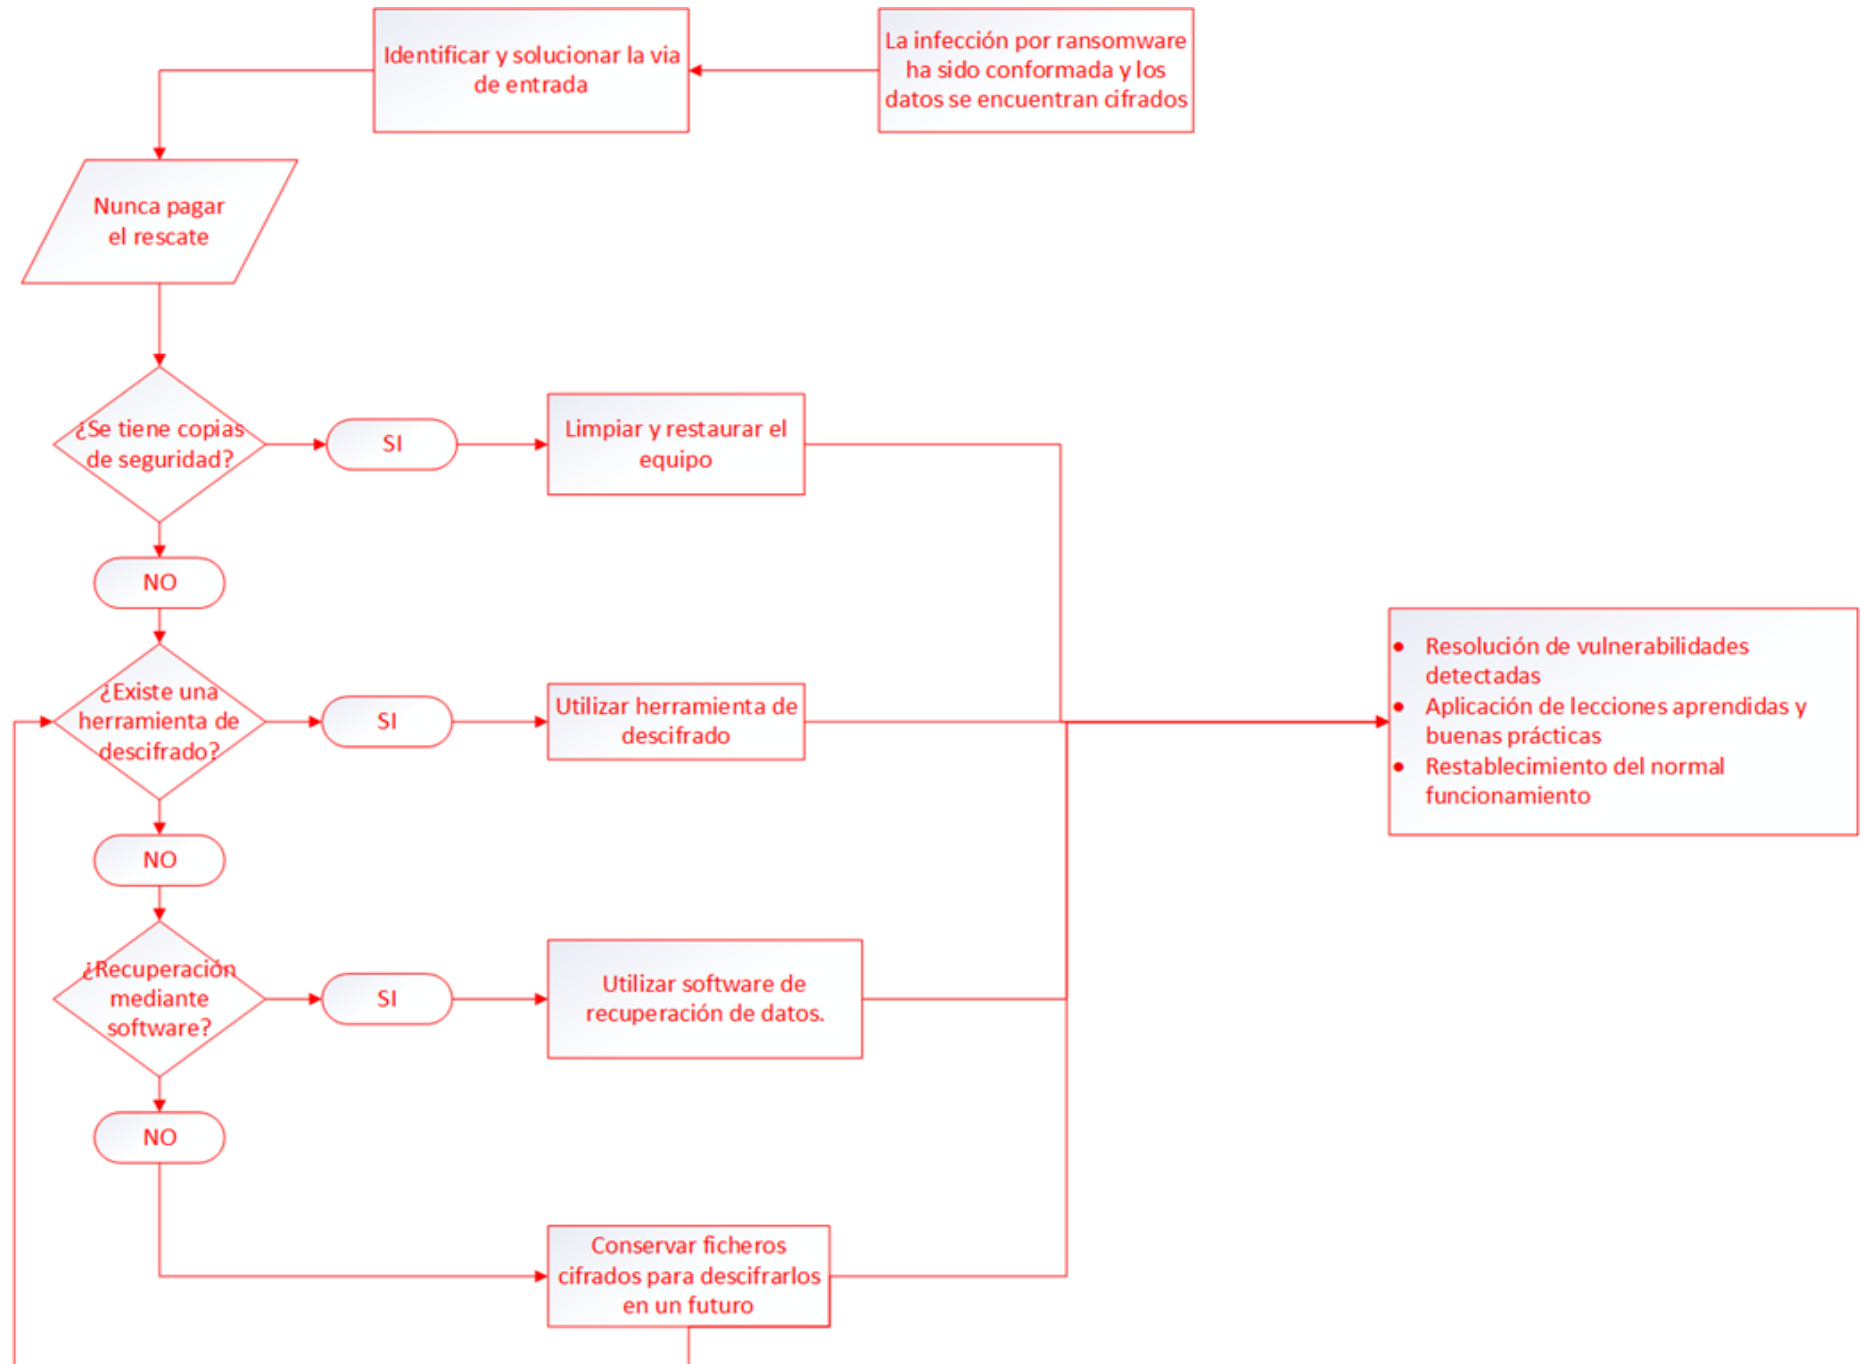 La infección por ransomware
ha sido conformada y los
datos se encuentran cifrados
Identificar y solucionar la via
de entrada
Nunca pagar
el rescate
¿Se tiene copias
de seguridad?
SI
Limpiar y restaurar el
equipo
NO
¿Existe una
herramienta de
descifrado?
SI
Utilizar herramienta de
descifrado
NO
¿Recuperación
mediante
software?
SI
Utilizar software de
recuperación de datos.
NO
Conservar ficheros
cifrados para descifrarlos
en un futuro
• Resolución de vulnerabilidades
detectadas
• Aplicación de lecciones aprendidas y
buenas prácticas
• Restablecimiento del normal
funcionamiento